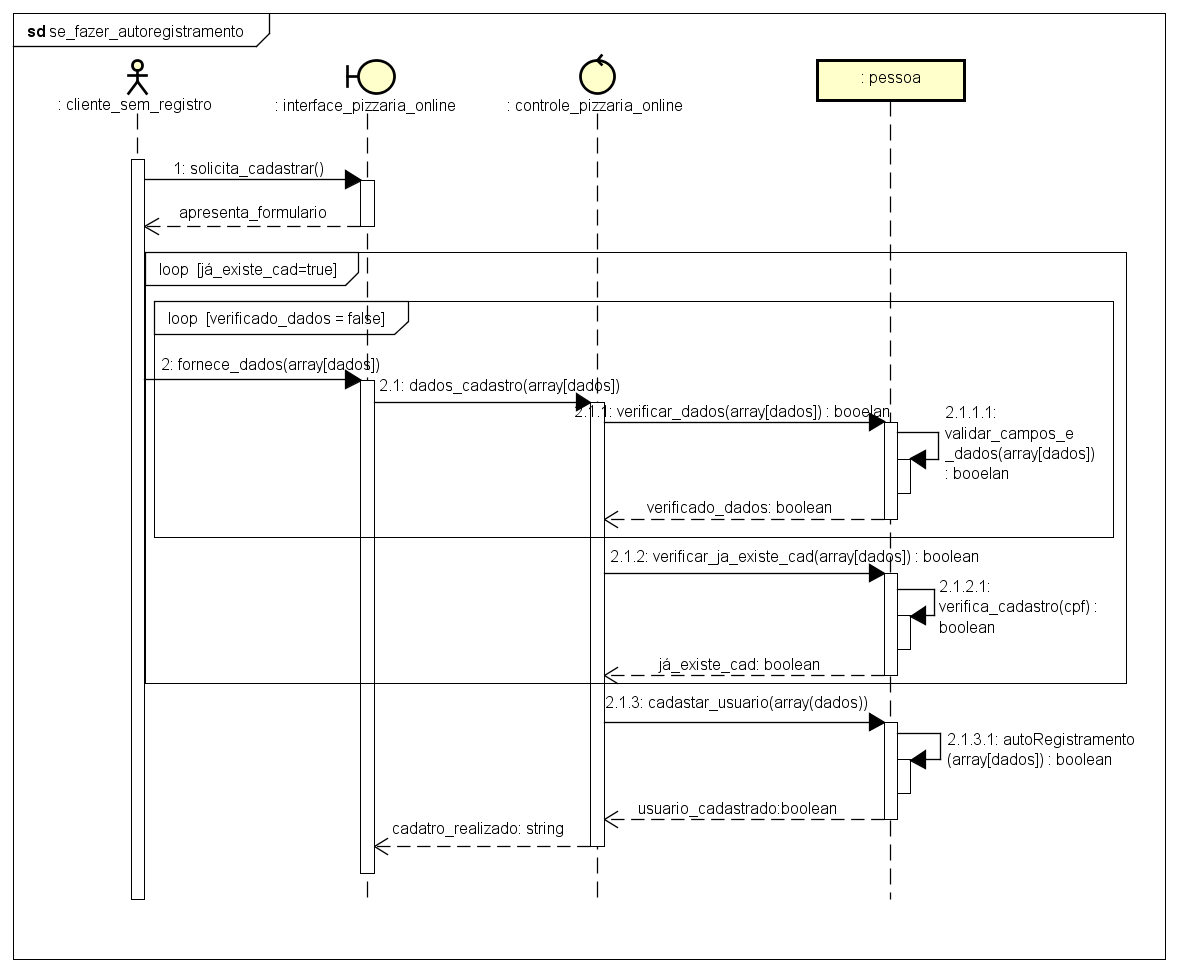 sd se_fazer_autoregistramento
: cliente_sem_registro
: interface_pizzaria_online
: controle_pizzaria_online
: pessoa
1: solicita_cadastrar()
apresenta_formulario
loop [já_existe_cad=true]
loop [verificado_dados = false]
2: fornece_dados(array[dados])
2.1: dados_cadastro(array[dados])
2.1.1: verificar_dados(array[dados]) : booelan
2.1.1.1:
validar_campos_e
_dados(array[dados])
: booelan
verificado_dados: boolean
2.1.2: verificar_ja_existe_cad(array[dados]) : boolean
2.1.2.1:
verifica_cadastro(cpf) :
boolean
já_existe_cad: boolean
2.1.3: cadastar_usuario(array(dados))
2.1.3.1: autoRegistramento
(array[dados]) : boolean
usuario_cadastrado:boolean
cadatro_realizado: string